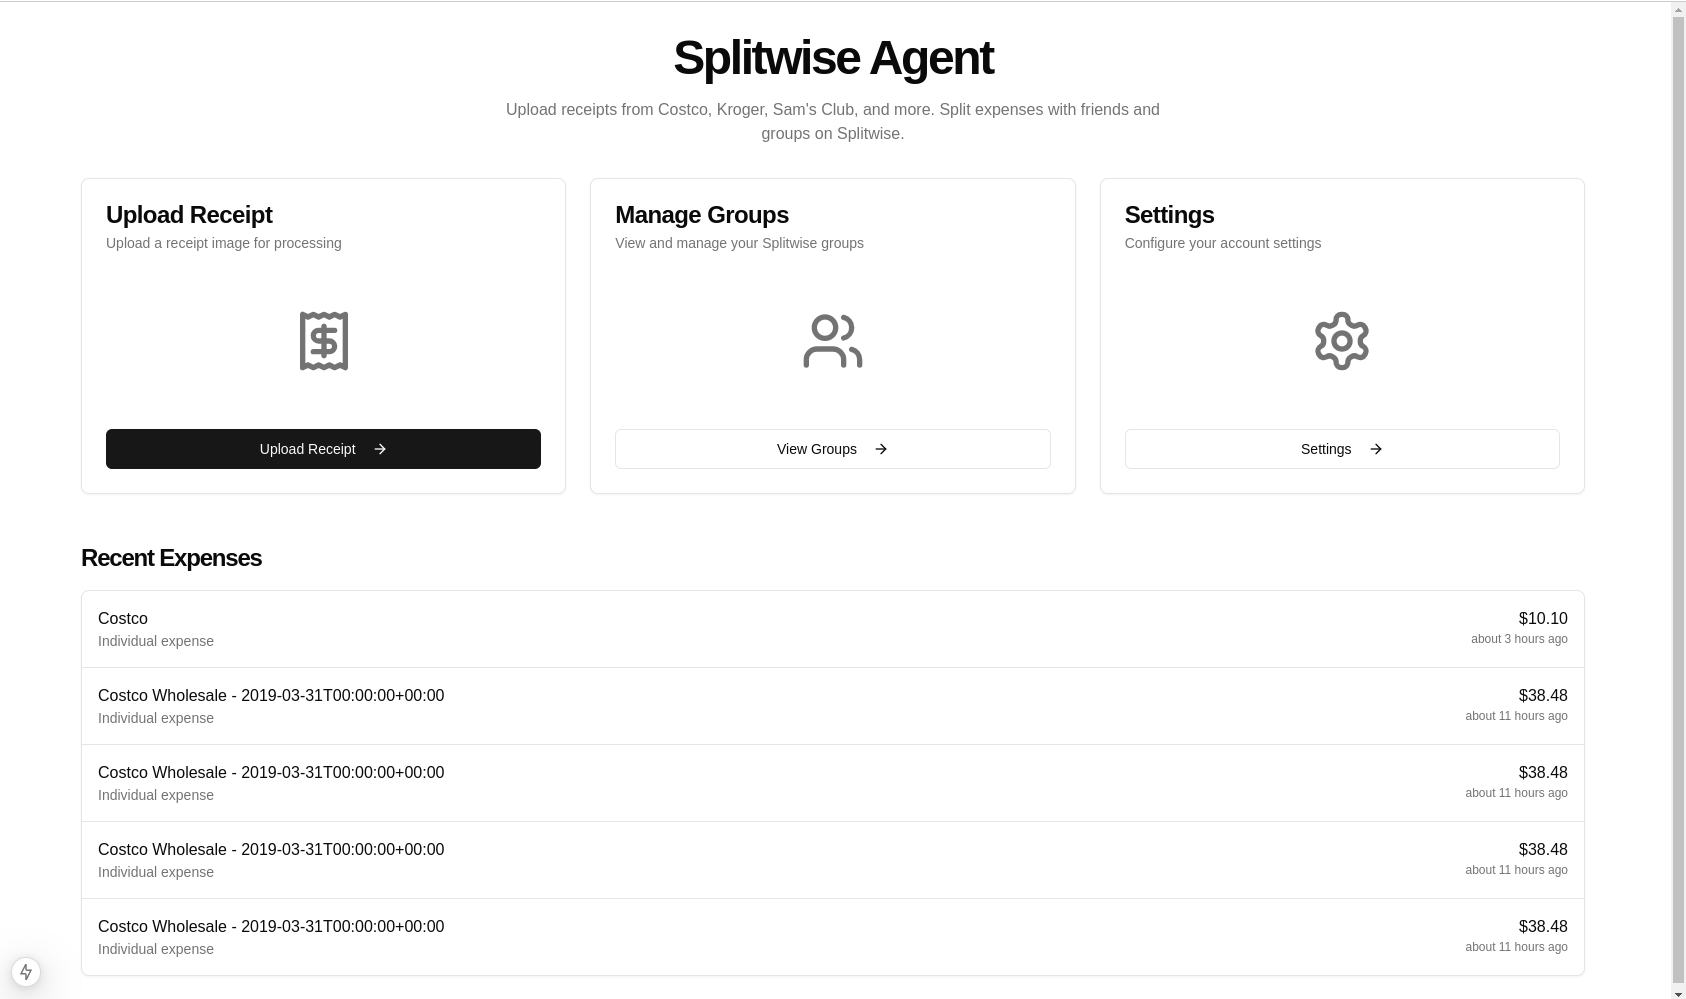 Splitwise Agent
Upload receipts from Costco, Kroger, Sam's Club, and more. Split expenses with friends and
groups on Splitwise.
Upload Receipt
Upload a receipt image for processing
Upload Receipt
Manage Groups
View and manage your Splitwise groups
View Groups
Settings
Configure your account settings
Settings
Recent Expenses
Costco
$10.10
Individual expense
about 3 hours ago
Costco Wholesale - 2019-03-31T00:00:00+00:00
$38.48
Individual expense
about 11 hours ago
Costco Wholesale - 2019-03-31T00:00:00+00:00
$38.48
Individual expense
about 11 hours ago
Costco Wholesale - 2019-03-31T00:00:00+00:00
$38.48
Individual expense
about 11 hours ago
Costco Wholesale - 2019-03-31T00:00:00+00:00
$38.48
Individual expense
about 11 hours ago